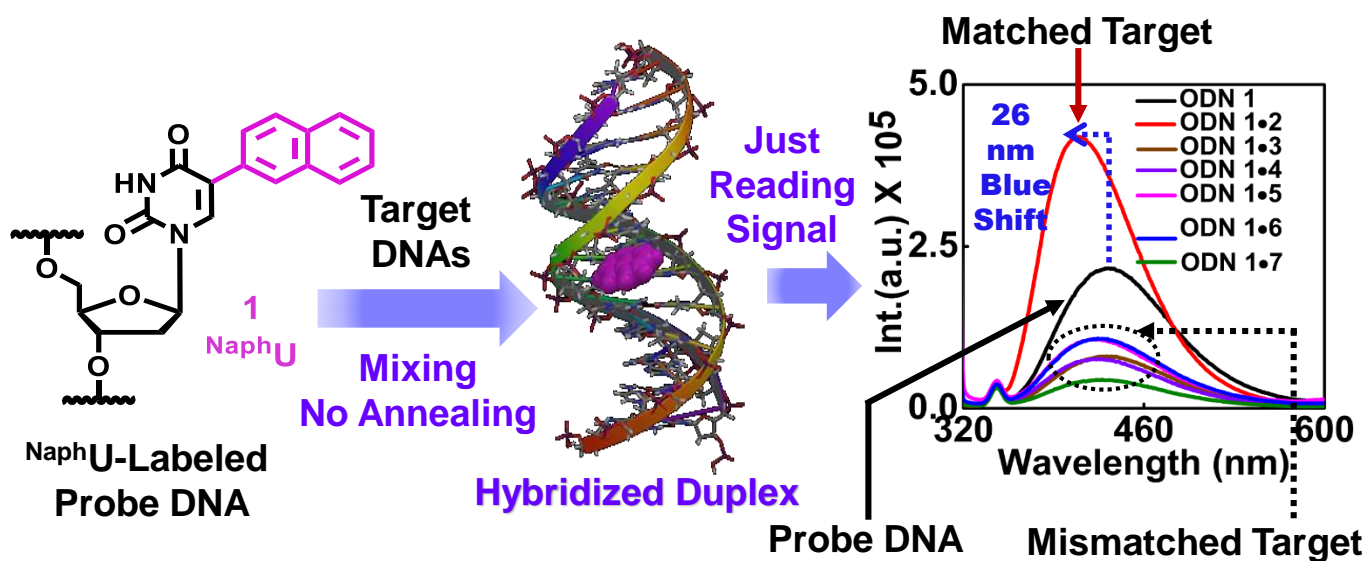 O
HN
O
N
O
O
O
1
NaphU
NaphU-Labeled
Probe DNA
Target
DNAs
Mixing
No Annealing
Hybridized Duplex
Just
Reading
Signal
Matched Target
5.0
2.5
0.0
Int.(a.u.) X 10⁵
26
nm
Blue
Shift
ODN 1
ODN 1•2
ODN 1•3
ODN 1•4
ODN 1•5
ODN 1•6
ODN 1•7
320
460
600
Wavelength (nm)
Probe DNA
Mismatched Target